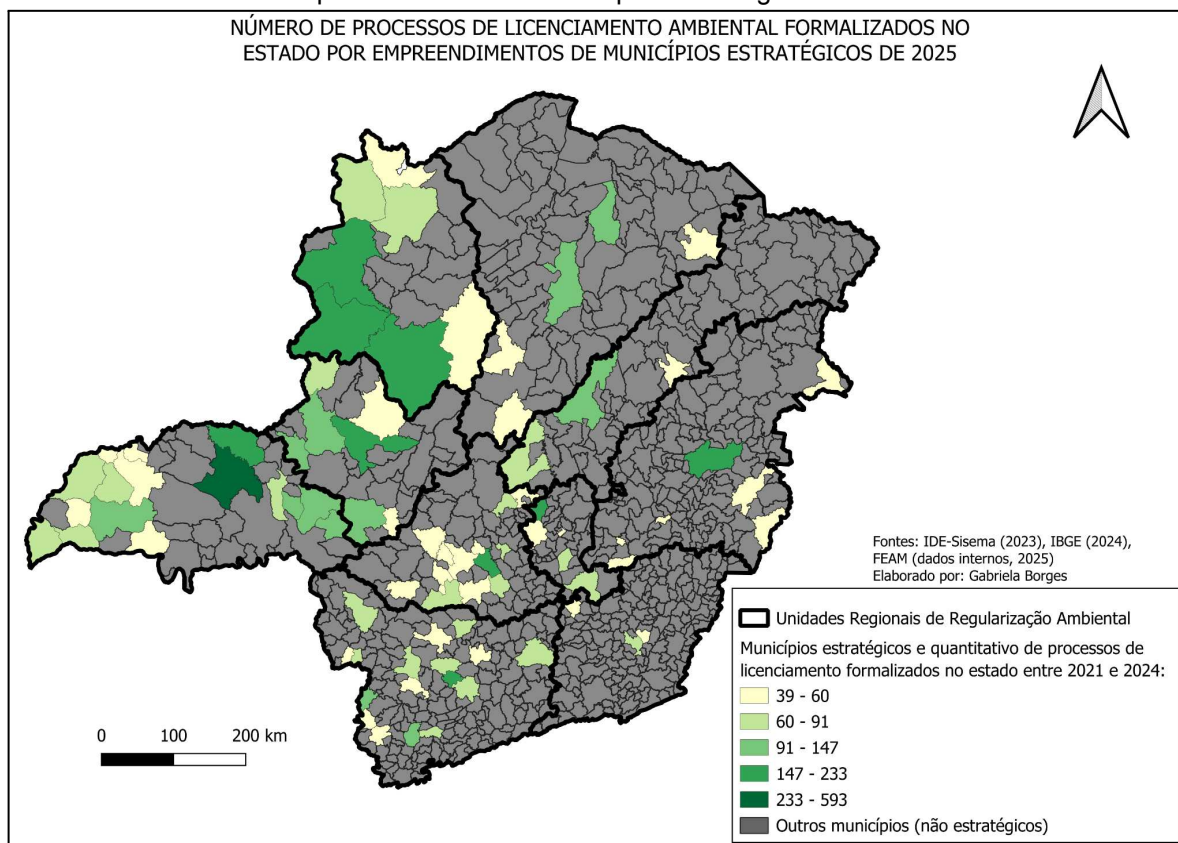 NÚMERO DE PROCESSOS DE LICENCIAMENTO AMBIENTAL FORMALIZADOS NO
ESTADO POR EMPREENDIMENTOS DE MUNICÍPIOS ESTRATÉGICOS DE 2025
Fontes: IDE-Sisema (2023), IBGE (2024),
FEAM (dados internos, 2025)
Elaborado por: Gabriela Borges
Unidades Regionais de Regularização Ambiental
Municípios estratégicos e quantitativo de processos de
licenciamento formalizados no estado entre 2021 e 2024:
39 - 60
60 - 91
91 - 147
147 - 233
233 - 593
Outros municípios (não estratégicos)
0 100 200 km